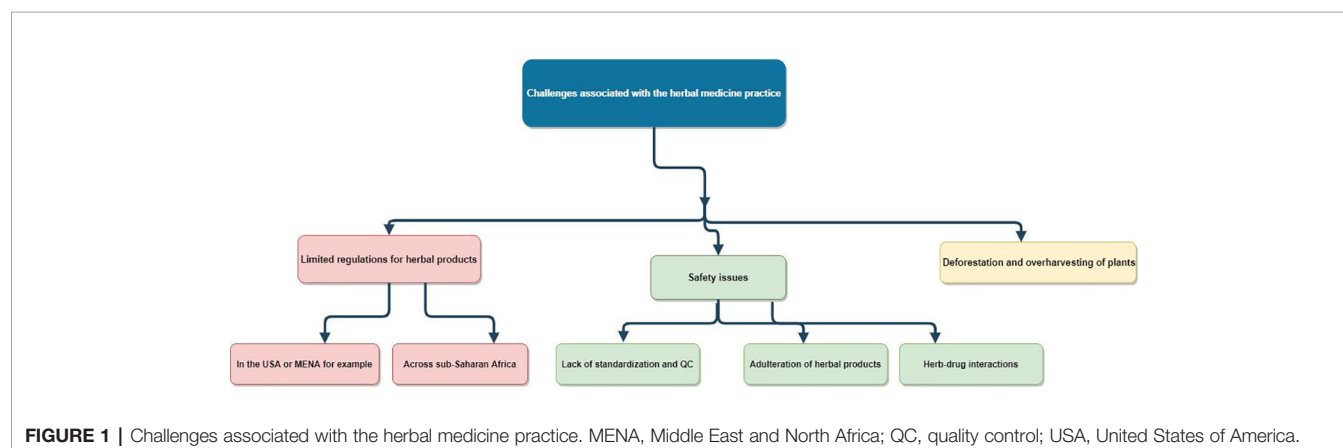 Challenges associated with the herbal medicine practice
Limited regulations for herbal products
Safety issues
Deforestation and overharvesting of plants
In the USA or MENA for example
Across sub-Saharan Africa
Lack of standardization and QC
Adulteration of herbal products
Herb-drug interactions
FIGURE 1 | Challenges associated with the herbal medicine practice. MENA, Middle East and North Africa; QC, quality control; USA, United States of America.